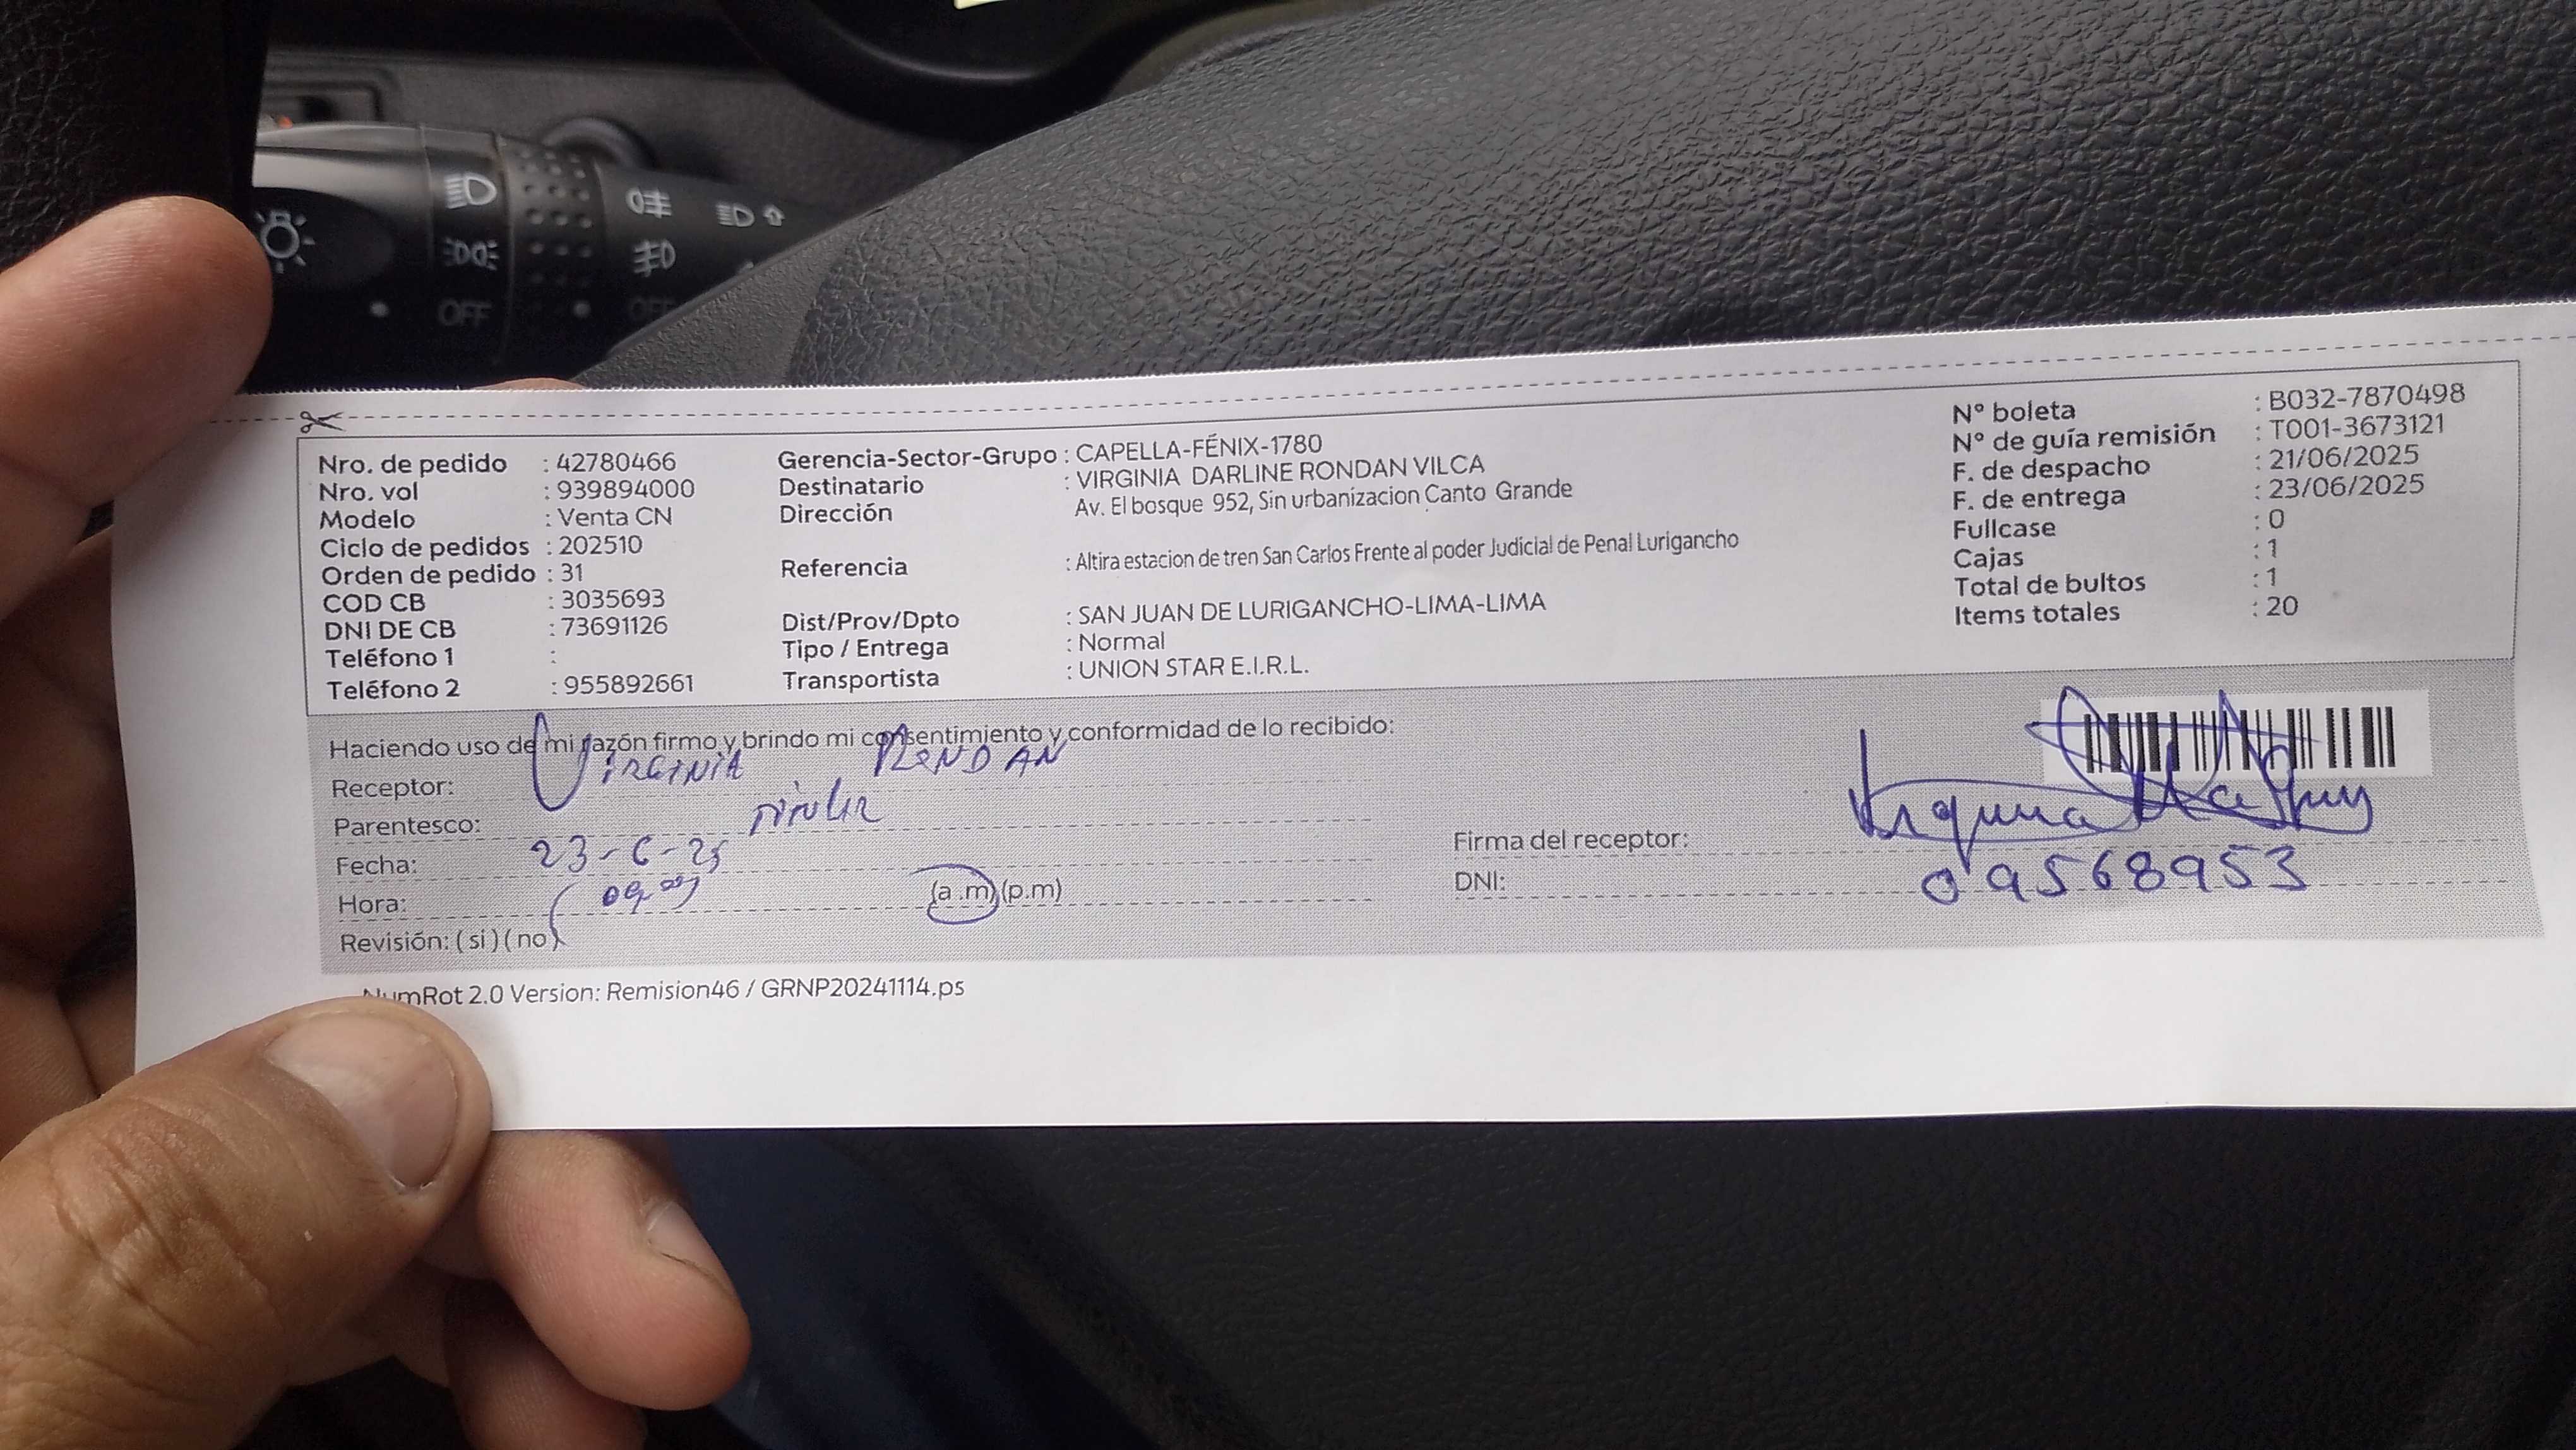 OFF
OFF
Nro. de pedido : 42780466
Nro. vol : 939894000
Modelo : Venta CN
Ciclo de pedidos : 202510
Orden de pedido : 31
COD CB : 3035693
DNI DE CB : 73691126
Teléfono 1 :
Teléfono 2 : 955892661
Gerencia-Sector-Grupo : CAPELLA-FÉNIX-1780
Destinatario : VIRGINIA DARLINE RONDAN VILCA
Dirección Av. El bosque 952, Sin urbanizacion Canto Grande
Referencia : Altira estacion de tren San Carlos Frente al poder Judicial de Penal Lurigancho
Dist/Prov/Dpto : SAN JUAN DE LURIGANCHO-LIMA-LIMA
Tipo / Entrega : Normal
Transportista : UNION STAR E.I.R.L.
N° boleta : B032-7870498
N° de guía remisión : T001-3673121
F. de despacho : 21/06/2025
F. de entrega : 23/06/2025
Fullcase : 0
Cajas : 1
Total de bultos : 1
Items totales : 20
Haciendo uso de mi razón firmo y brindo mi consentimiento y conformidad de lo recibido:
Receptor: VIRGINIA RONDAN
Parentesco:
Fecha: 23-6-25
Hora: (a.m) (p.m)
Revisión: (si) (no)
Firma del receptor:
DNI: 09568953
NumRot 2.0 Version: Remision46 / GRNP20241114.ps